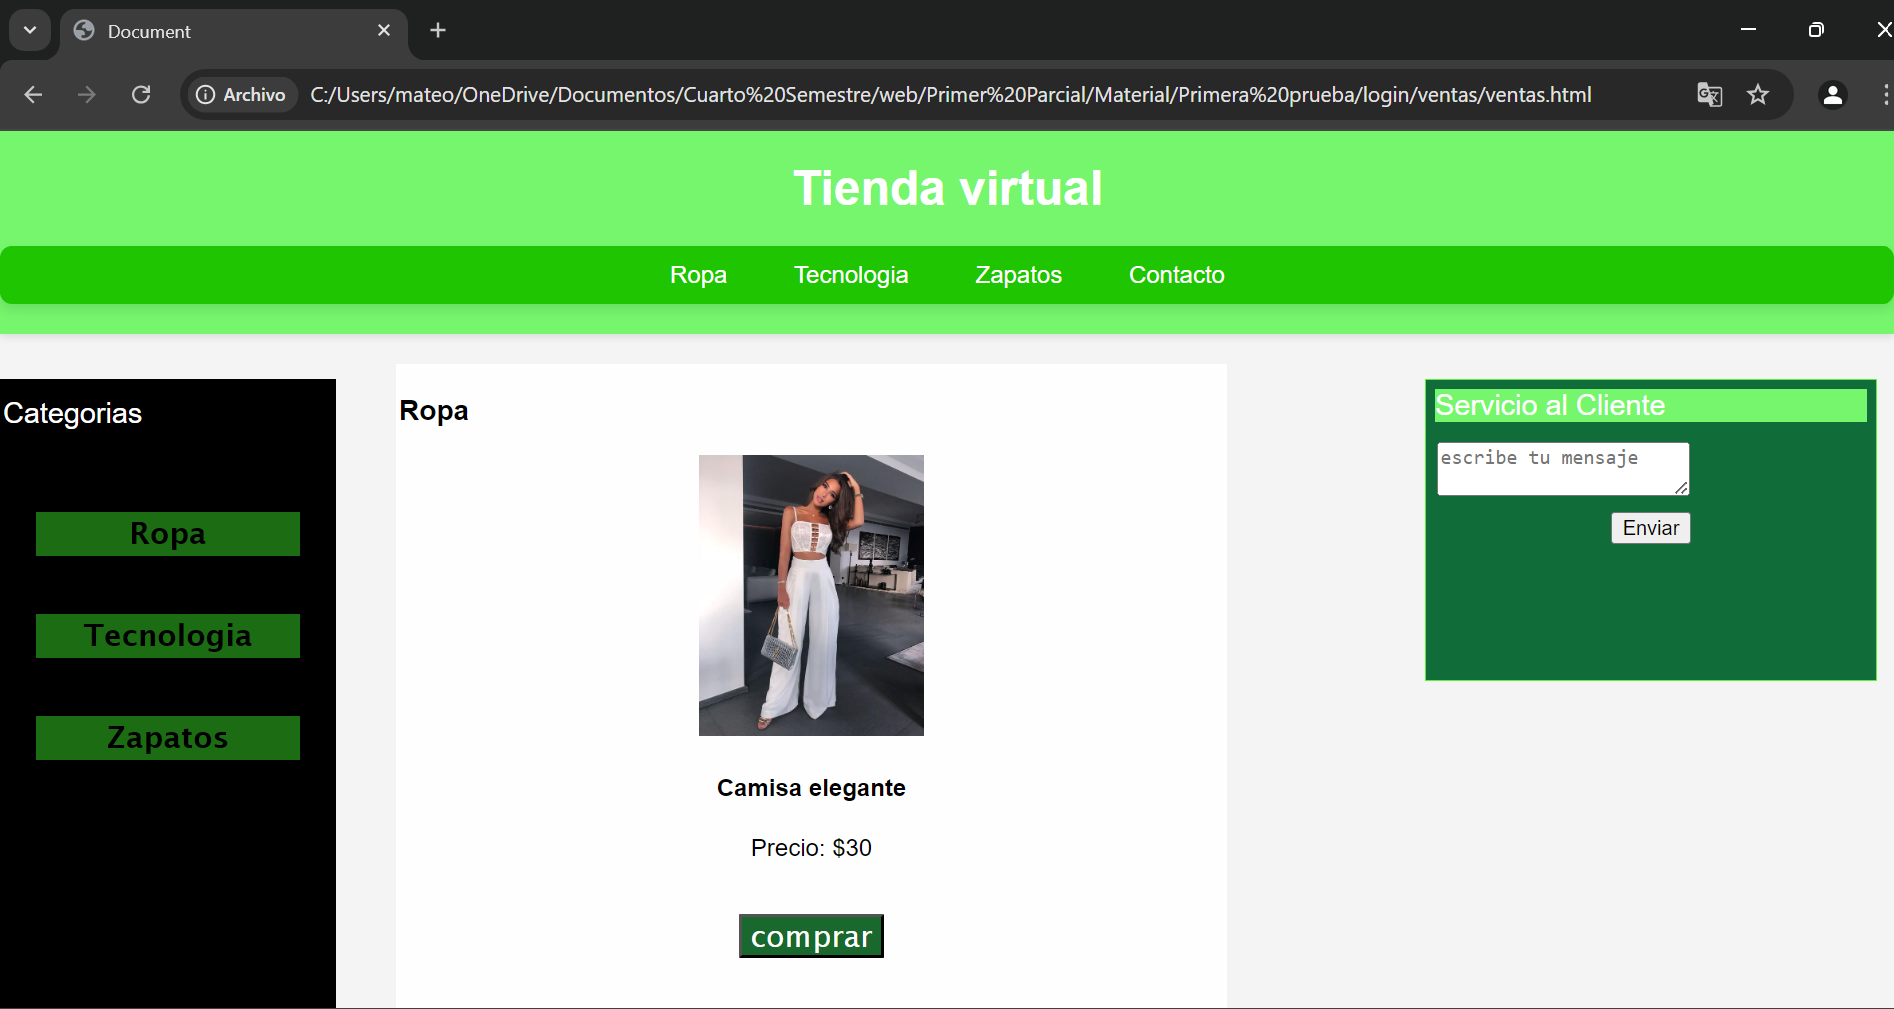 Document
Archivo
C:/Users/mateo/OneDrive/Documentos/Cuarto%20Semestre/web/Primer%20Parcial/Material/Primera%20prueba/login/ventas/ventas.html
Tienda virtual
Ropa
Tecnologia
Zapatos
Contacto
Categorias
Ropa
Tecnologia
Zapatos
Ropa
Camisa elegante
Precio: $30
comprar
Servicio al Cliente
escribe tu mensaje
Enviar